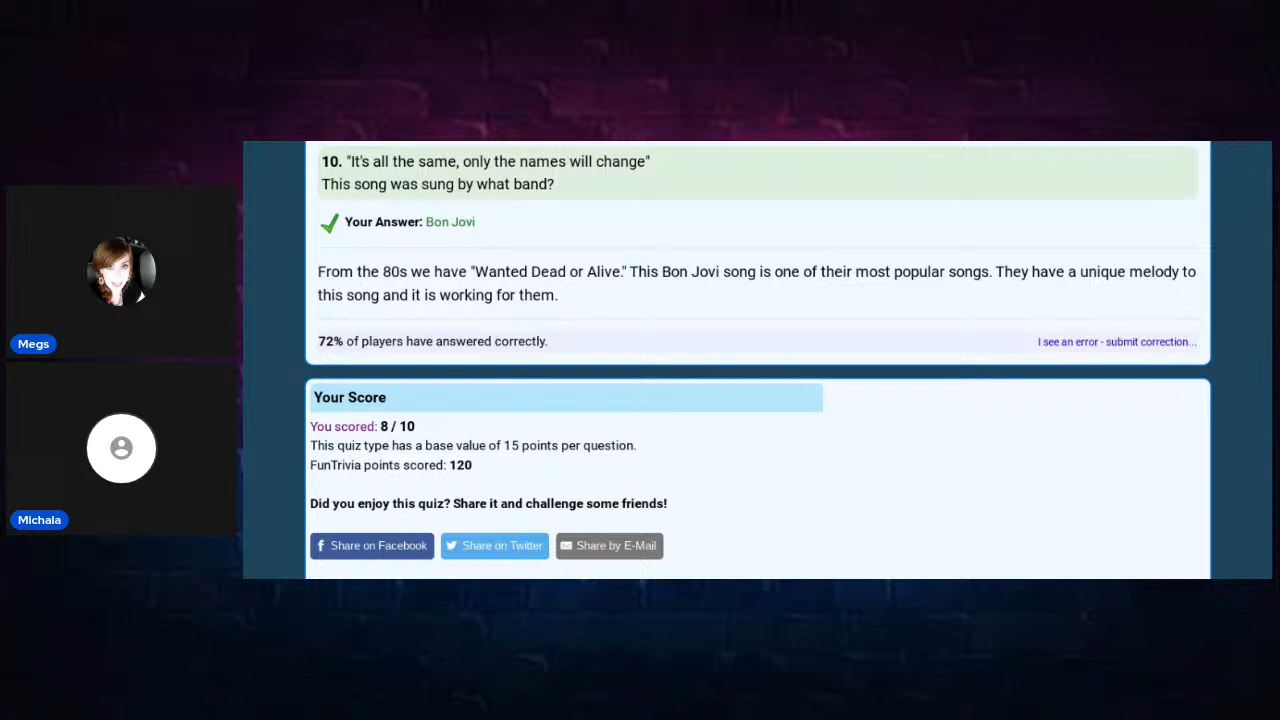 10. "It's all the same, only the names will change"
This song was sung by what band?
Your Answer: Bon Jovi
From the 80s we have "Wanted Dead or Alive." This Bon Jovi song is one of their most popular songs. They have a unique melody to
this song and it is working for them.
72% of players have answered correctly.
I see an error - submit correction...
Megs
Your Score
You scored: 8 / 10
This quiz type has a base value of 15 points per question.
FunTrivia points scored: 120
Did you enjoy this quiz? Share it and challenge some friends!
Michala
Share on Facebook
Share on Twitter
Share by E-Mail